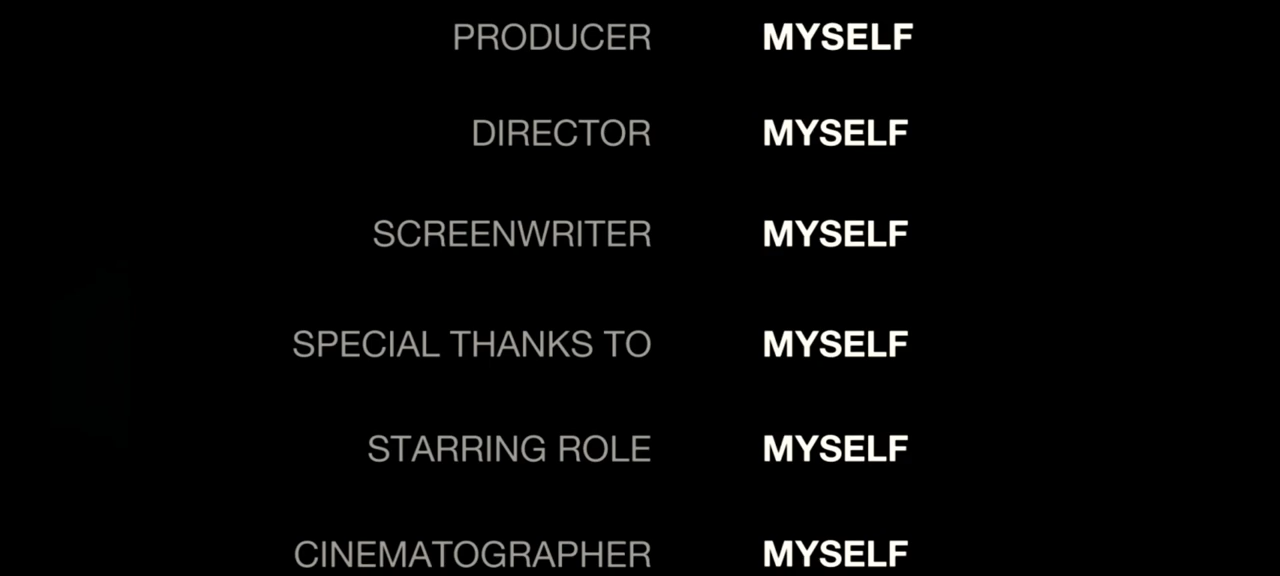 PRODUCER MYSELF
DIRECTOR MYSELF
SCREENWRITER MYSELF
SPECIAL THANKS TO MYSELF
STARRING ROLE MYSELF
CINEMATOGRAPHER MYSELF